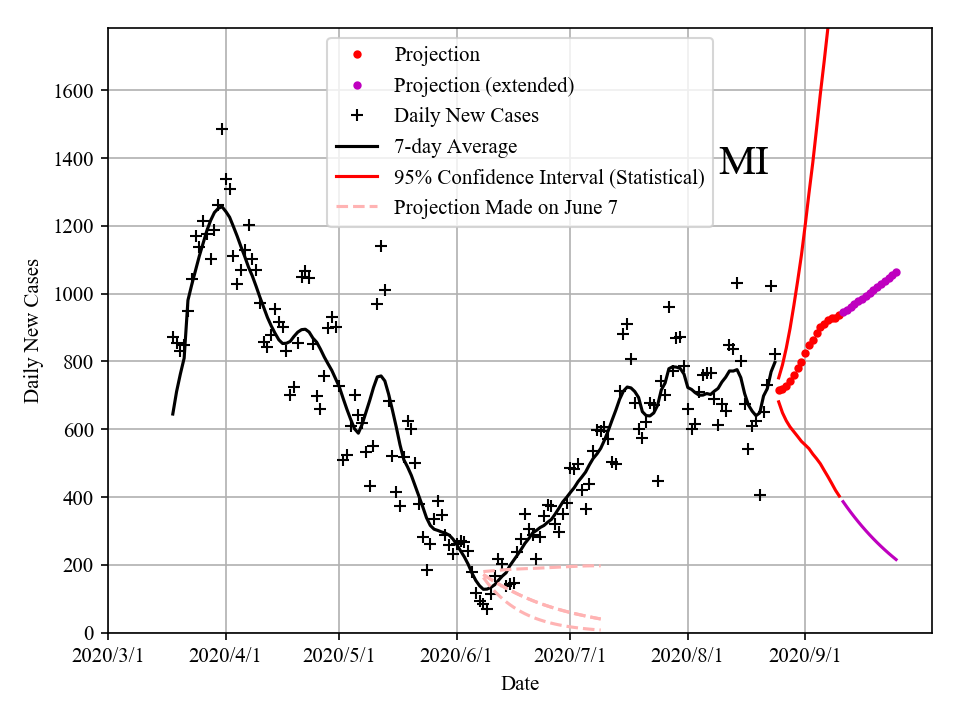 Projection
Projection (extended)
Daily New Cases
7-day Average
95% Confidence Interval (Statistical)
Projection Made on June 7
MI
1600
1400
1200
1000
800
600
400
200
0
Daily New Cases
2020/3/1 2020/4/1 2020/5/1 2020/6/1 2020/7/1 2020/8/1 2020/9/1
Date